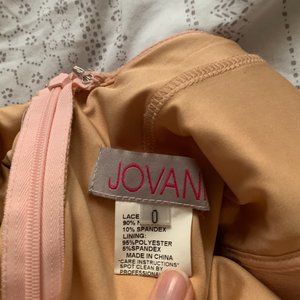 JOVAN
0
LACE
90%
10% SPANDEX
LINING:
95%POLYESTER
5%SPANDEX
MADE IN CHINA
"CARE INSTRUCTIONS"
SPOT CLEAN BY
PROFESSIONAL